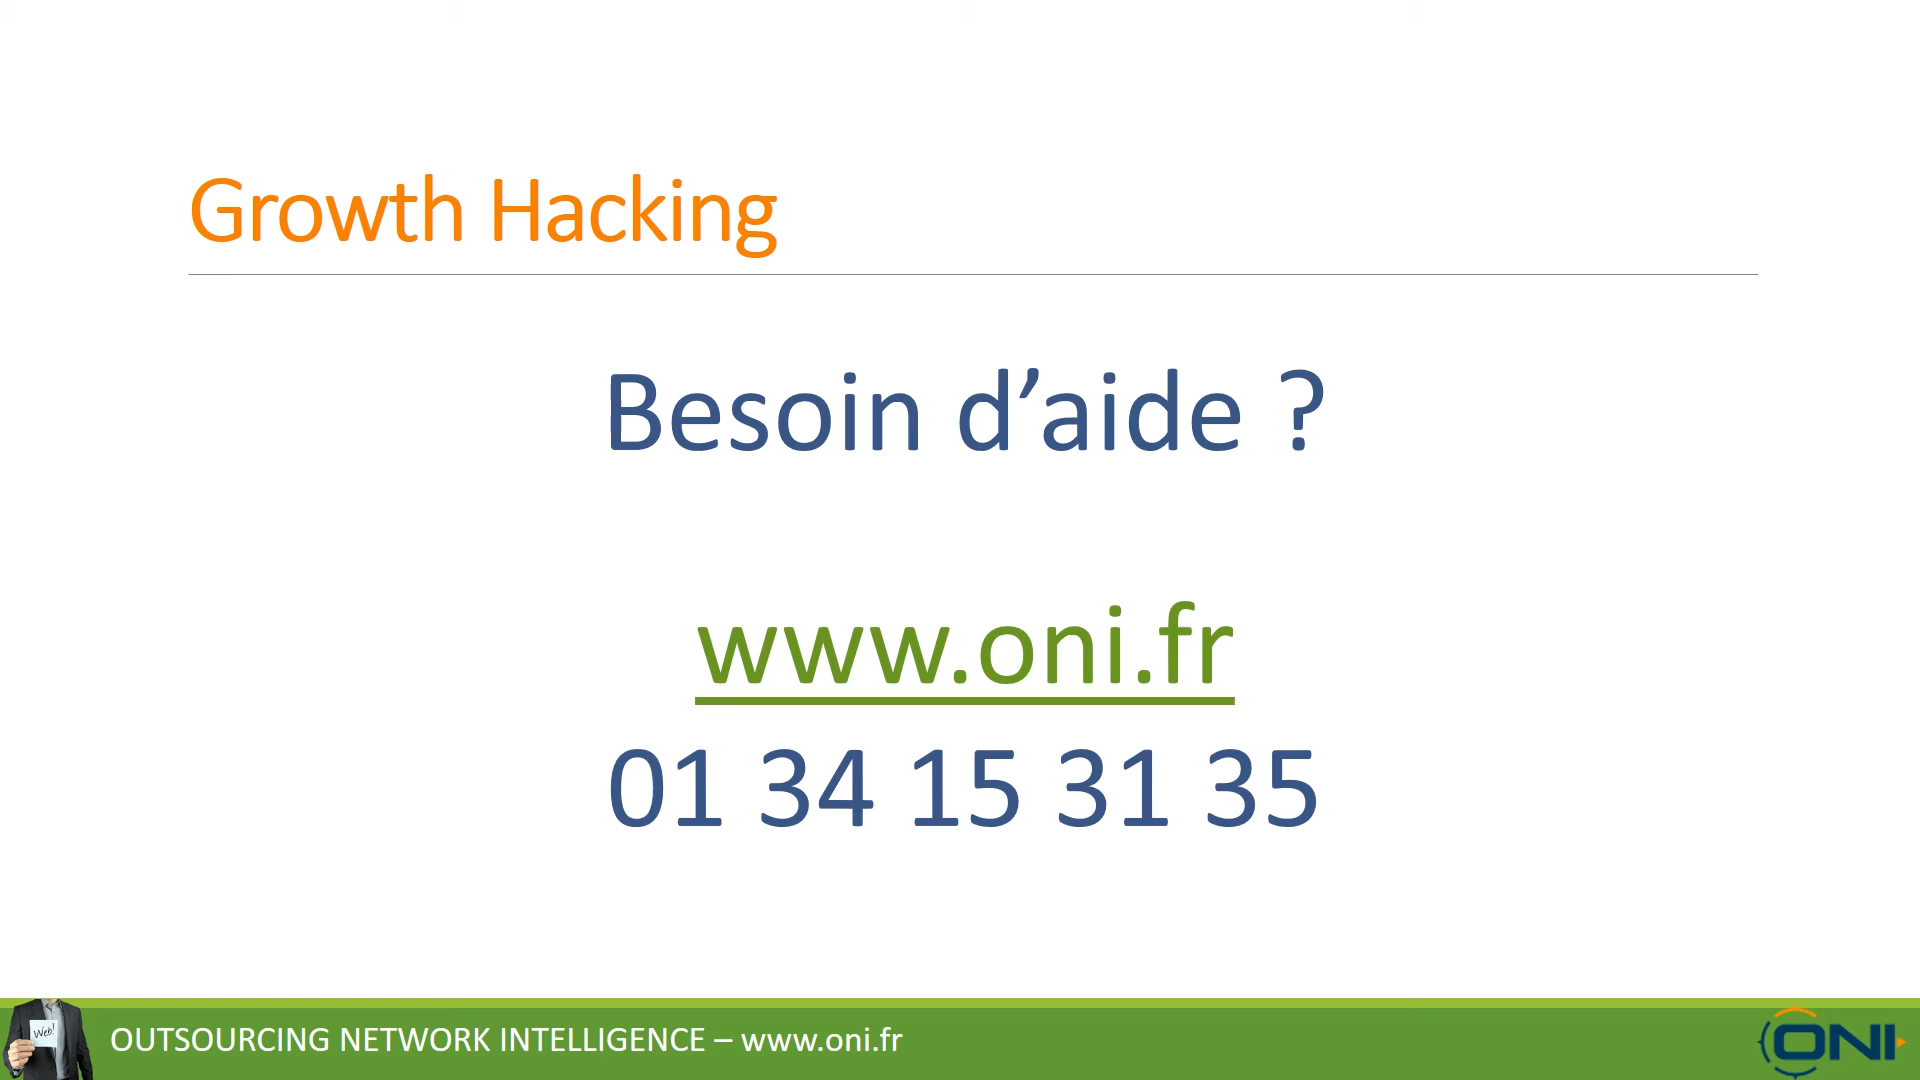 Growth Hacking
Besoin d’aide ?
www.oni.fr
01 34 15 31 35
Web!
OUTSOURCING NETWORK INTELLIGENCE – www.oni.fr
ONI